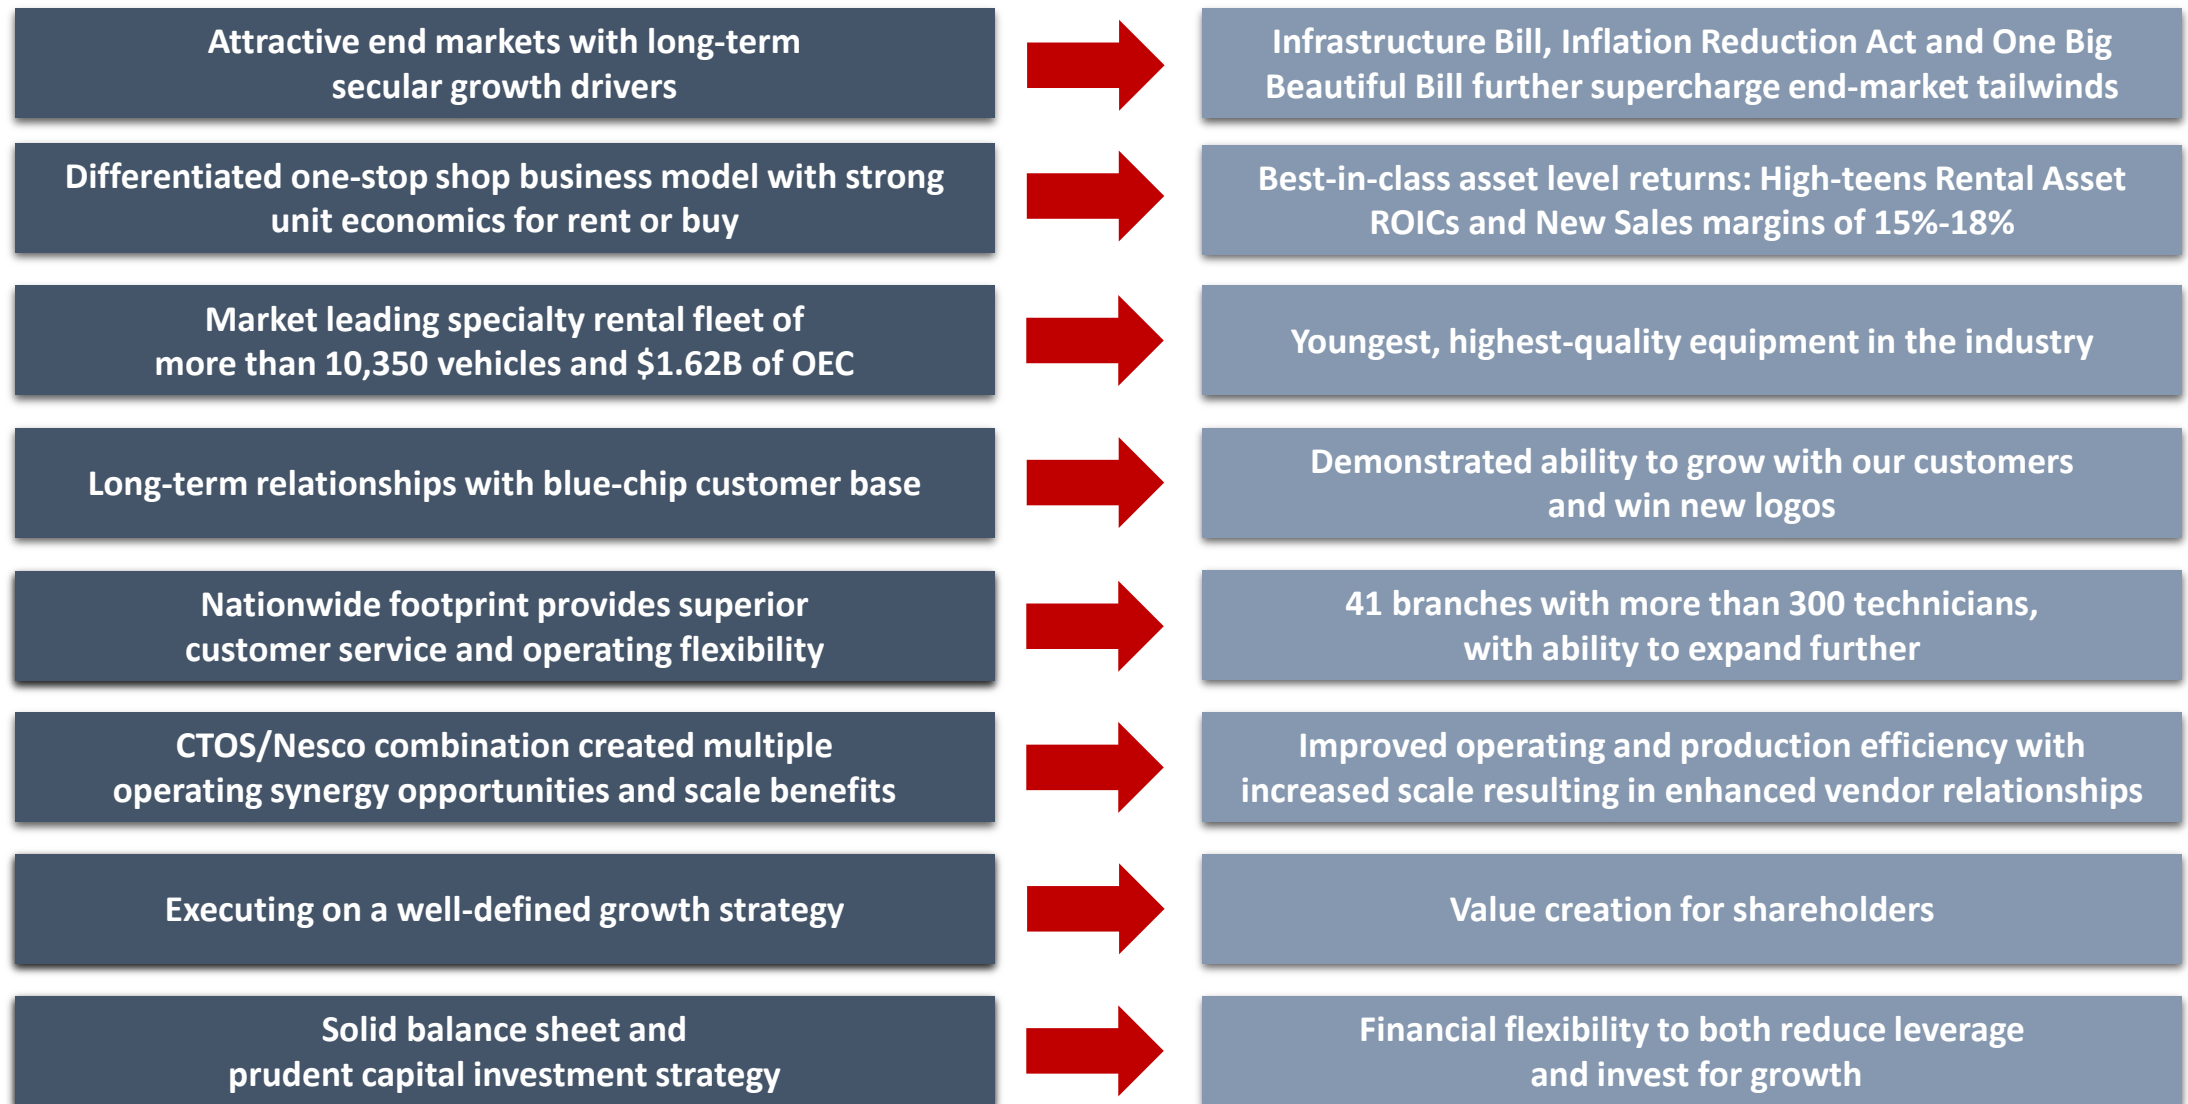 Attractive end markets with long-term
secular growth drivers
Infrastructure Bill, Inflation Reduction Act and One Big
Beautiful Bill further supercharge end-market tailwinds
Differentiated one-stop shop business model with strong
unit economics for rent or buy
Best-in-class asset level returns: High-teens Rental Asset
ROICs and New Sales margins of 15%-18%
Market leading specialty rental fleet of
more than 10,350 vehicles and $1.62B of OEC
Youngest, highest-quality equipment in the industry
Long-term relationships with blue-chip customer base
Demonstrated ability to grow with our customers
and win new logos
Nationwide footprint provides superior
customer service and operating flexibility
41 branches with more than 300 technicians,
with ability to expand further
CTOS/Nesco combination created multiple
operating synergy opportunities and scale benefits
Improved operating and production efficiency with
increased scale resulting in enhanced vendor relationships
Executing on a well-defined growth strategy
Value creation for shareholders
Solid balance sheet and
prudent capital investment strategy
Financial flexibility to both reduce leverage
and invest for growth